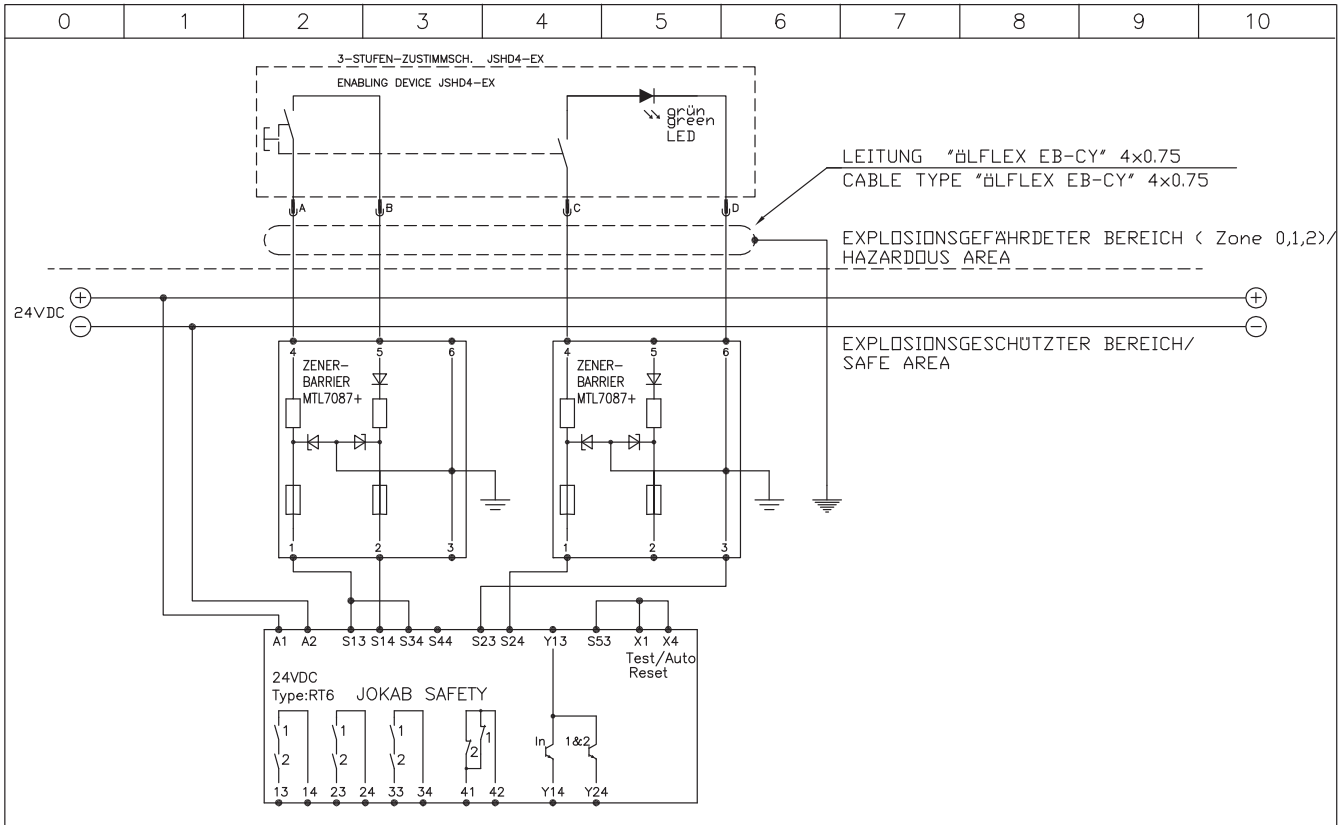 0 1 2 3 4 5 6 7 8 9 10
3-STUFEN-ZUSTIMMSCH. JSHD4-EX
ENABLING DEVICE JSHD4-EX
grün
green
LED
LEITUNG "ÖLFLEX EB-CY" 4x0.75
CABLE TYPE "ÖLFLEX EB-CY" 4x0.75
A B C D
EXPLOSIONSGEFÄHRDETER BEREICH ( Zone 0,1,2)/
HAZARDOUS AREA
+ +
24VDC
- -
EXPLOSIONSGESCHÜTZTER BEREICH/
SAFE AREA
4 5 6 4 5 6
ZENER-
BARRIER
MTL7087+
ZENER-
BARRIER
MTL7087+
1 2 3 1 2 3
A1 A2 S13 S14 S34 S44 S23 S24 Y13 S53 X1 X4
Test/Auto
Reset
24VDC
Type:RT6 JOKAB SAFETY
1 1 1 1
2 2 2 2
In 1&2
13 14 23 24 33 34 41 42 Y14 Y24